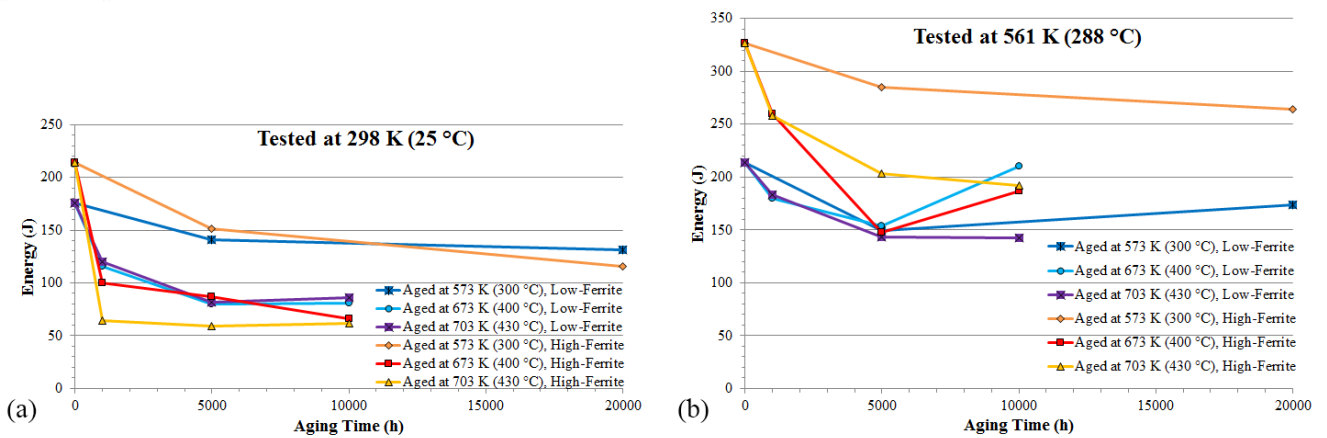 Tested at 298 K (25 °C)
Energy (J)
250
200
150
100
50
0
0
5000
10000
15000
20000
Aging Time (h)
Aged at 573 K (300 °C), Low-Ferrite
Aged at 673 K (400 °C), Low-Ferrite
Aged at 703 K (430 °C), Low-Ferrite
Aged at 573 K (300 °C), High-Ferrite
Aged at 673 K (400 °C), High-Ferrite
Aged at 703 K (430 °C), High-Ferrite
(a)
Tested at 561 K (288 °C)
Energy (J)
350
300
250
200
150
100
50
0
0
5000
10000
15000
20000
Aging Time (h)
Aged at 573 K (300 °C), Low-Ferrite
Aged at 673 K (400 °C), Low-Ferrite
Aged at 703 K (430 °C), Low-Ferrite
Aged at 573 K (300 °C), High-Ferrite
Aged at 673 K (400 °C), High-Ferrite
Aged at 703 K (430 °C), High-Ferrite
(b)